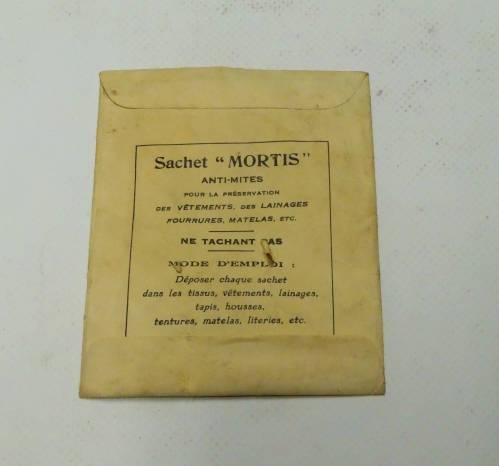 Sachet "MORTIS"
ANTI-MITES
POUR LA PRÉSERVATION
DES VÊTEMENTS, DES LAINAGES
FOURRURES, MATELAS, ETC.
NE TACHANT PAS
MODE D'EMPLOI :
Déposer chaque sachet
dans les tissus, vêtements, lainages,
tapis, housses,
tentures, matelas, literies, etc.